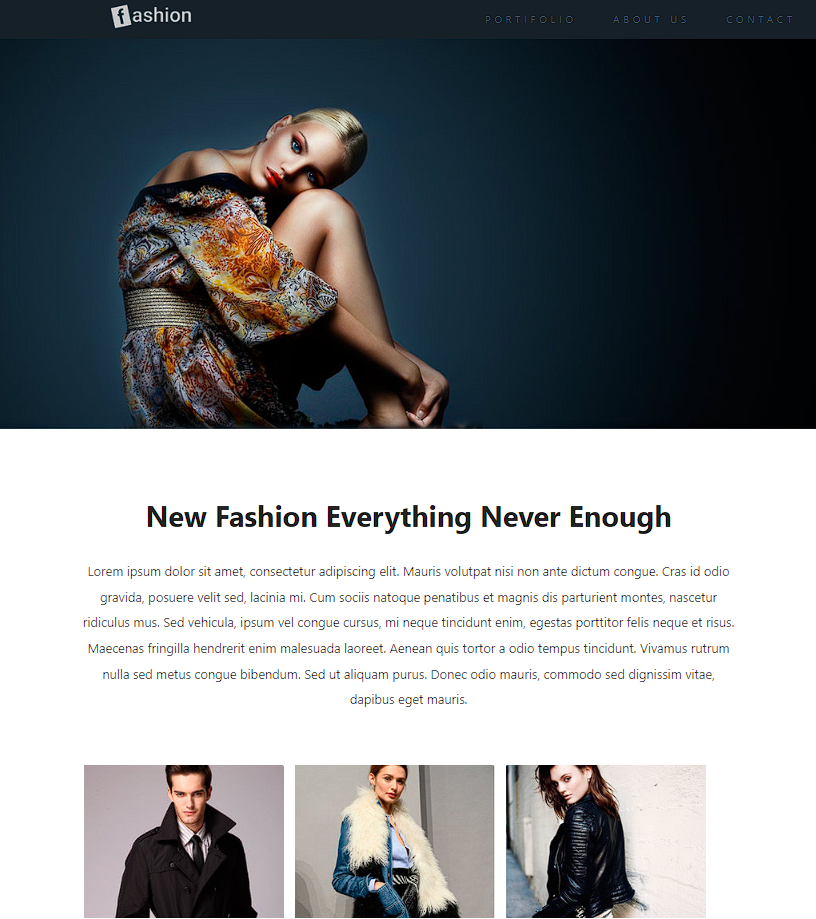 fashion
PORTIFOLIO ABOUT US CONTACT
New Fashion Everything Never Enough
Lorem ipsum dolor sit amet, consectetur adipiscing elit. Mauris volutpat nisi non ante dictum congue. Cras id odio
gravida, posuere velit sed, lacinia mi. Cum sociis natoque penatibus et magnis dis parturient montes, nascetur
ridiculus mus. Sed vehicula, ipsum vel congue cursus, mi neque tincidunt enim, egestas porttitor felis neque et risus.
Maecenas fringilla hendrerit enim malesuada laoreet. Aenean quis tortor a odio tempus tincidunt. Vivamus rutrum
nulla sed metus congue bibendum. Sed ut aliquam purus. Donec odio mauris, commodo sed dignissim vitae,
dapibus eget mauris.